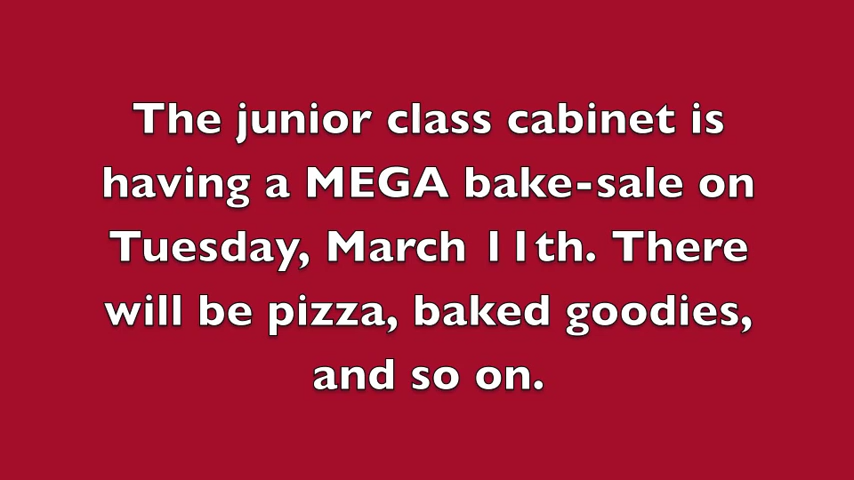 The junior class cabinet is
having a MEGA bake-sale on
Tuesday, March 11th. There
will be pizza, baked goodies,
and so on.